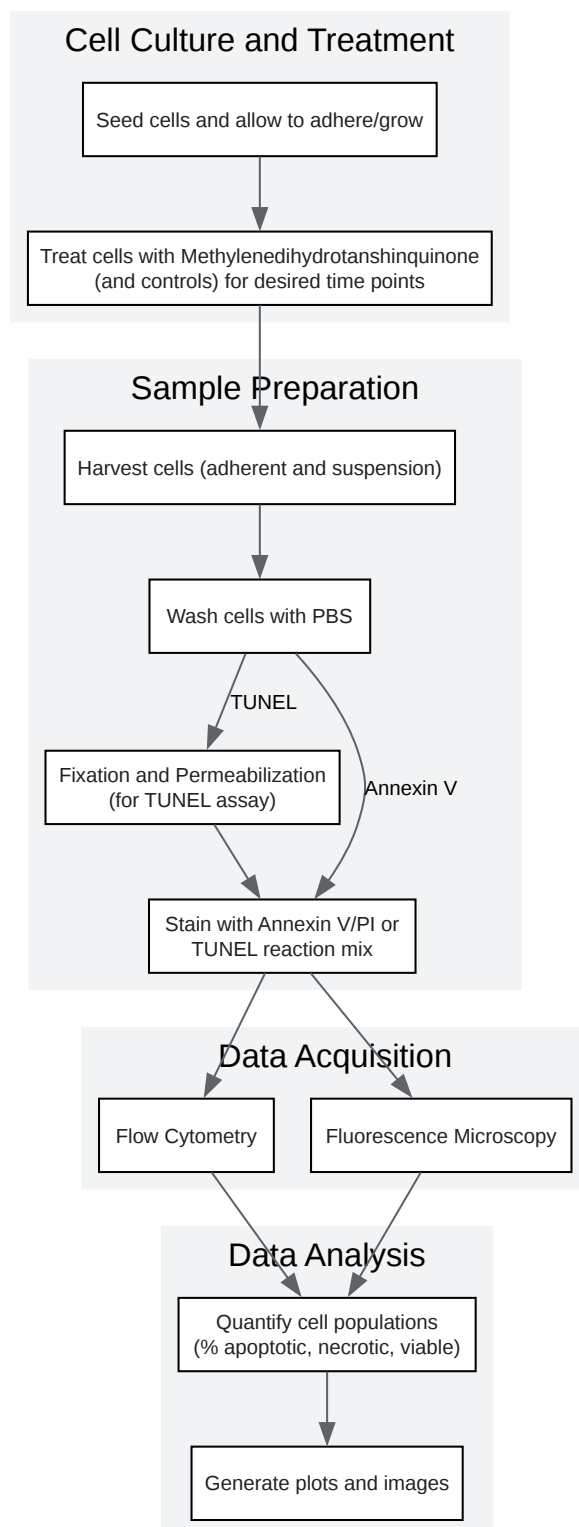 Cell Culture and Treatment
Seed cells and allow to adhere/grow
Treat cells with Methylenedihydrotanshinquinone
(and controls) for desired time points
Sample Preparation
Harvest cells (adherent and suspension)
Wash cells with PBS
TUNEL
Fixation and Permeabilization
(for TUNEL assay)
Annexin V
Stain with Annexin V/PI or
TUNEL reaction mix
Data Acquisition
Flow Cytometry
Fluorescence Microscopy
Data Analysis
Quantify cell populations
(% apoptotic, necrotic, viable)
Generate plots and images